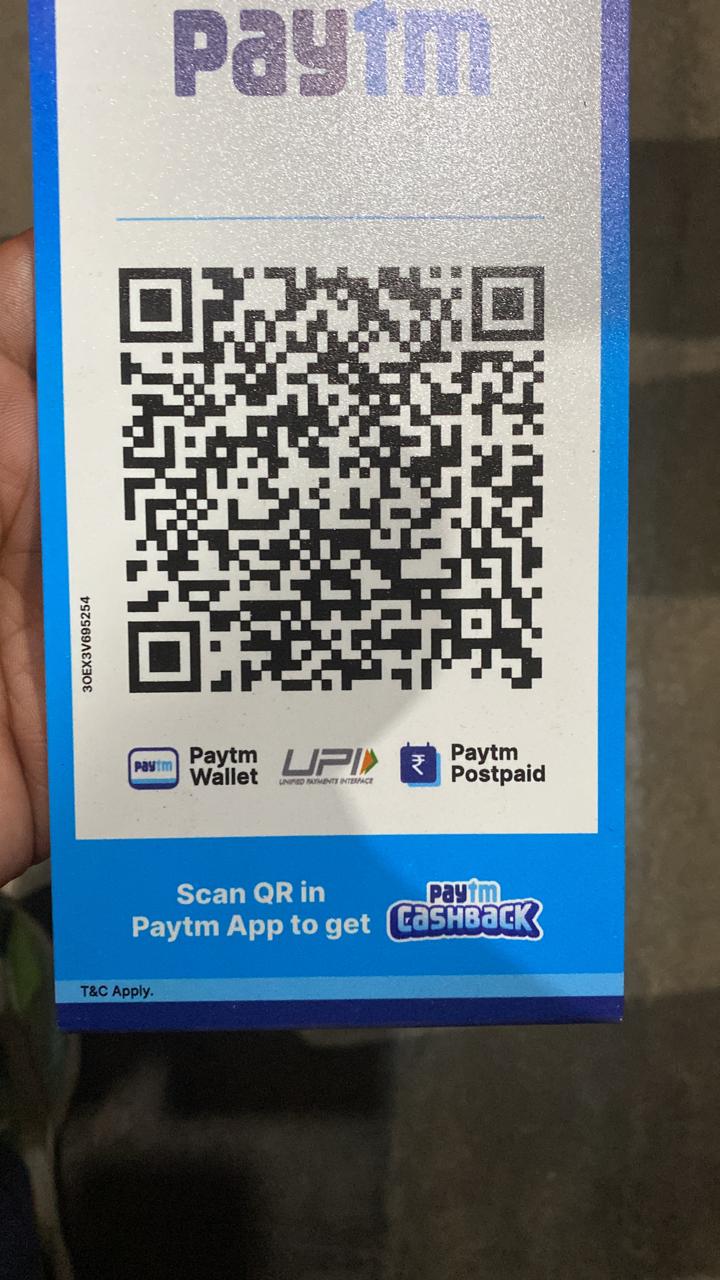 paytm
3OEX3V695254
paytm
Paytm
Wallet
UPI
UNIFIED PAYMENTS INTERFACE
₹
Paytm
Postpaid
Scan QR in
Paytm App to get
paytm
CASHBACK
T&C Apply.